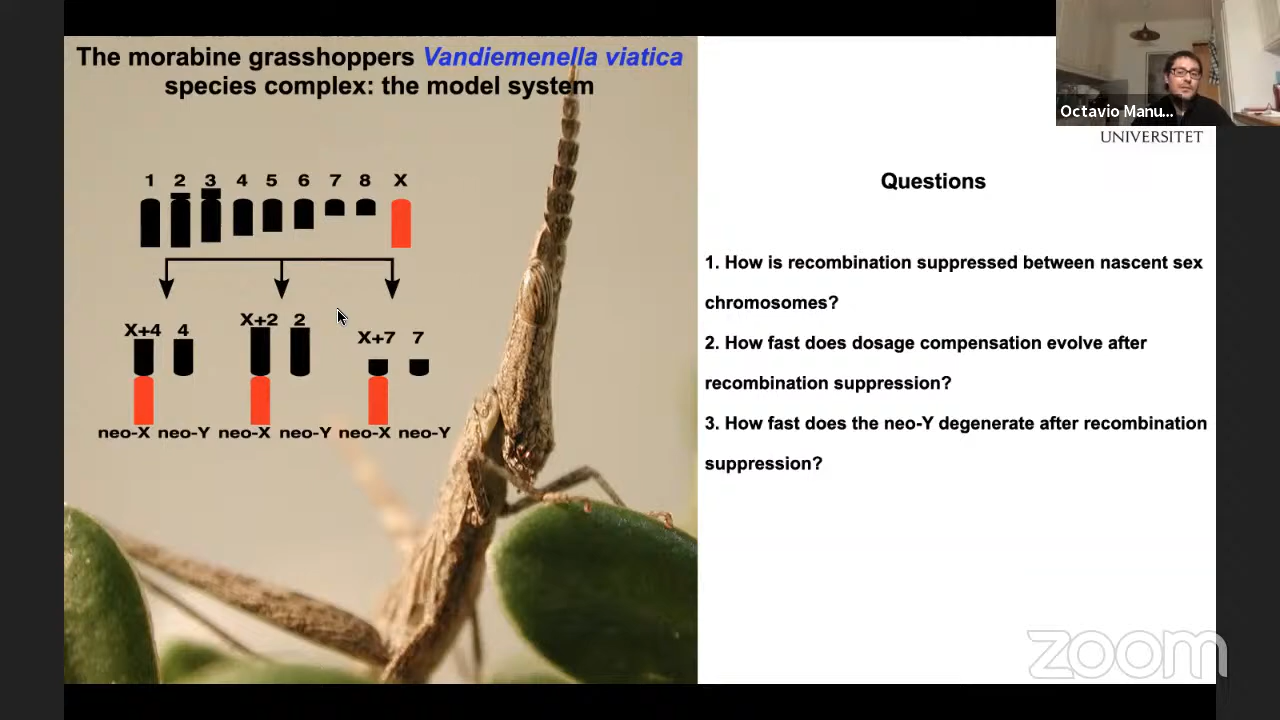 The morabine grasshoppers Vandiemenella viatica
species complex: the model system
1 2 3 4 5 6 7 8 X
X+4 4 X+2 2 X+7 7
neo-X neo-Y neo-X neo-Y neo-X neo-Y
Octavio Manu...
UNIVERSITET
Questions
1. How is recombination suppressed between nascent sex
chromosomes?
2. How fast does dosage compensation evolve after
recombination suppression?
3. How fast does the neo-Y degenerate after recombination
suppression?
zoom